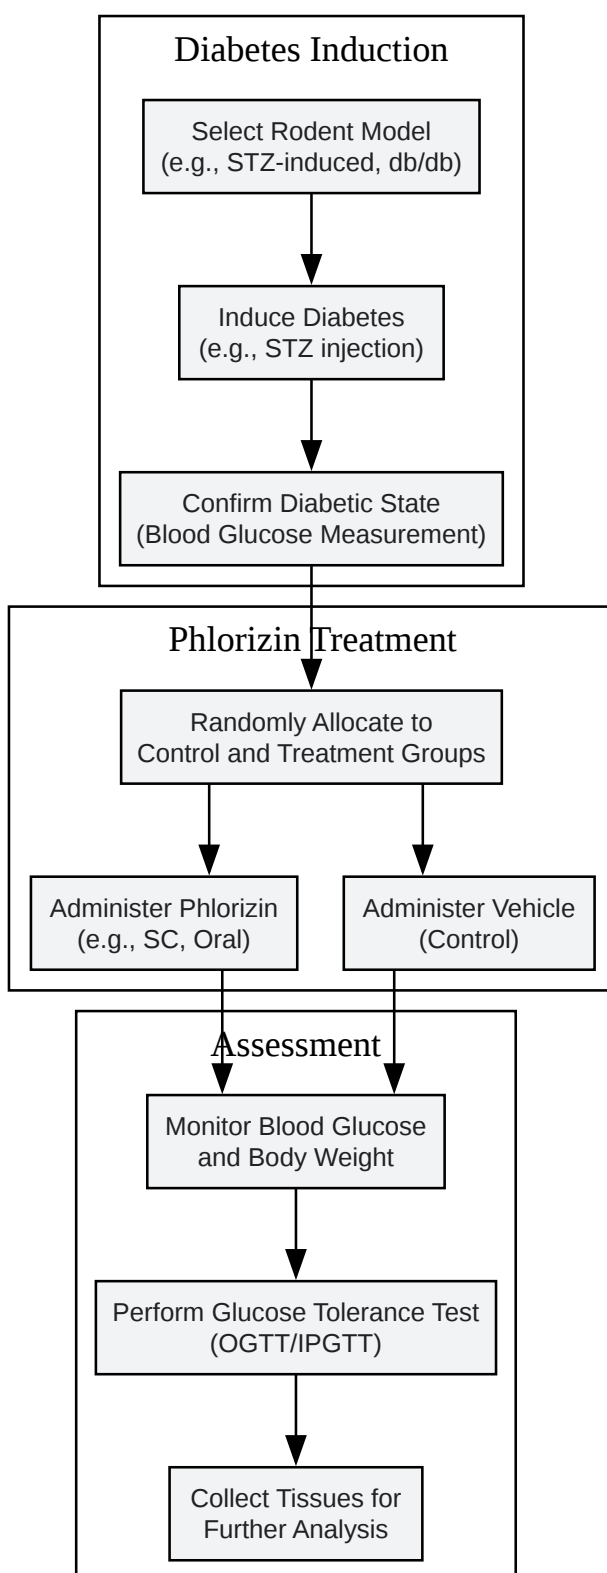 Diabetes Induction
Select Rodent Model
(e.g., STZ-induced, db/db)
Induce Diabetes
(e.g., STZ injection)
Confirm Diabetic State
(Blood Glucose Measurement)
Phlorizin Treatment
Randomly Allocate to
Control and Treatment Groups
Administer Phlorizin
(e.g., SC, Oral)
Administer Vehicle
(Control)
Assessment
Monitor Blood Glucose
and Body Weight
Perform Glucose Tolerance Test
(OGTT/IPGTT)
Collect Tissues for
Further Analysis